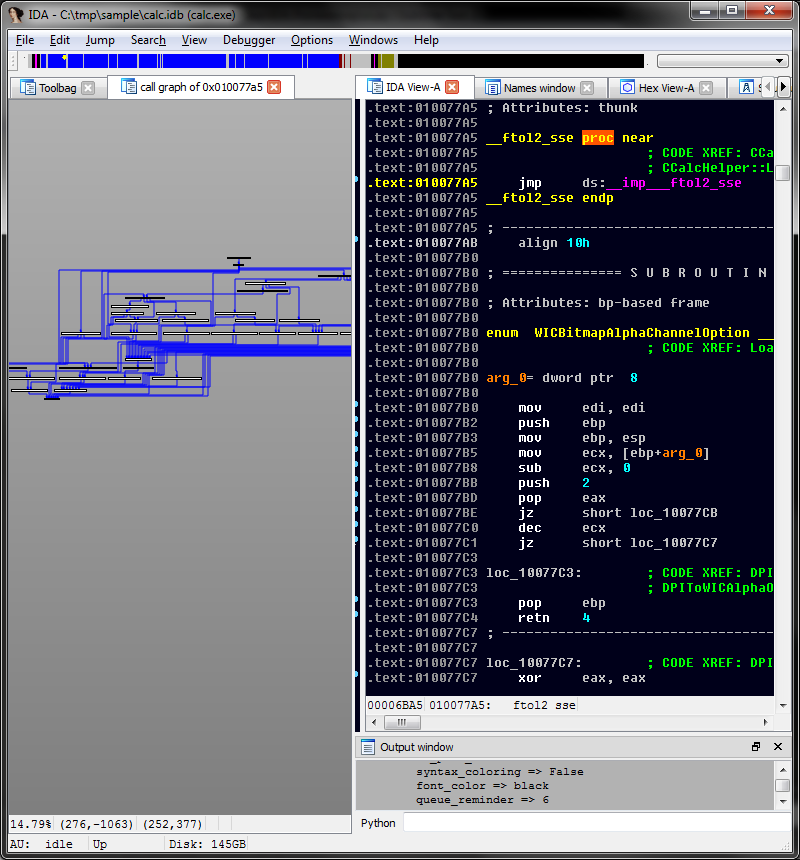 IDA - C:\tmp\sample\calc.idb (calc.exe)
File Edit Jump Search View Debugger Options Windows Help
Toolbag call graph of 0x010077a5 IDA View-A Names window Hex View-A
.text:010077A5 ; Attributes: thunk
.text:010077A5
.text:010077A5 __ftol2_sse proc near
.text:010077A5 ; CODE XREF: CCa
.text:010077A5 ; CCalcHelper::L
.text:010077A5 jmp ds:__imp___ftol2_sse
.text:010077A5 __ftol2_sse endp
.text:010077A5
.text:010077A5 ; ----------------------------------
.text:010077AB align 10h
.text:010077B0
.text:010077B0 ; =============== S U B R O U T I N
.text:010077B0
.text:010077B0 ; Attributes: bp-based frame
.text:010077B0
.text:010077B0 enum WICBitmapAlphaChannelOption __
.text:010077B0 ; CODE XREF: Loa
.text:010077B0
.text:010077B0 arg_0= dword ptr 8
.text:010077B0
.text:010077B0 mov edi, edi
.text:010077B2 push ebp
.text:010077B3 mov ebp, esp
.text:010077B5 mov ecx, [ebp+arg_0]
.text:010077B8 sub ecx, 0
.text:010077BB push 2
.text:010077BD pop eax
.text:010077BE jz short loc_10077CB
.text:010077C0 dec ecx
.text:010077C1 jz short loc_10077C7
.text:010077C3
.text:010077C3 loc_10077C3: ; CODE XREF: DPI
.text:010077C3 ; DPIToWICAlphaO
.text:010077C3 pop ebp
.text:010077C4 retn 4
.text:010077C7 ; ----------------------------------
.text:010077C7
.text:010077C7 loc_10077C7: ; CODE XREF: DPI
.text:010077C7 xor eax, eax
00006BA5 010077A5: ftol2 sse
Output window
syntax_coloring => False
font_color => black
queue_reminder => 6
Python
14.79% (276,-1063) (252,377)
AU: idle Up Disk: 145GB